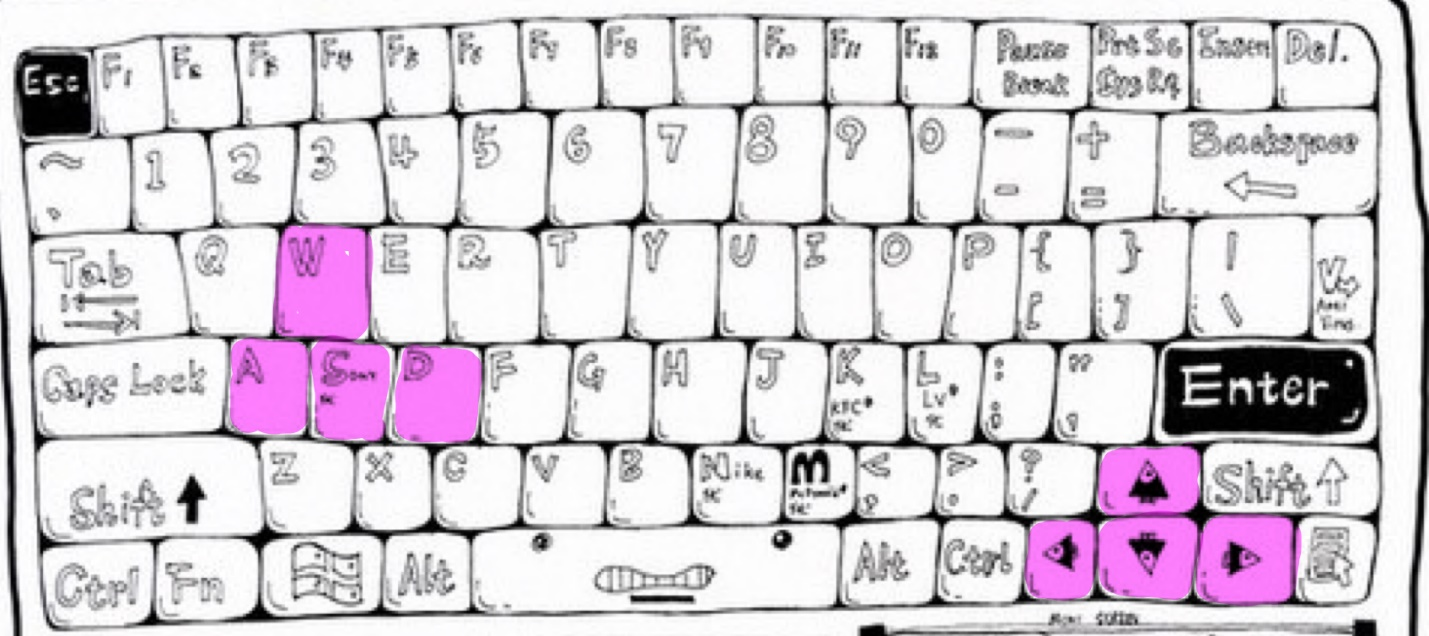 Esc F1 F2 F3 F4 F5 F6 F7 F8 F9 F10 F11 F12 Pause Break Prt Sc Sys Rq Insert Del.
~ 1 2 3 4 5 6 7 8 9 0 - - + = Backspace
Tab Q W E R T Y U I O P { [ } ] | \
Caps Lock A S D F G H J K KFC L LV : ; " , Enter
Shift Z X C V B Nike M < , > . ? / Shift
Ctrl Fn Alt Alt Ctrl